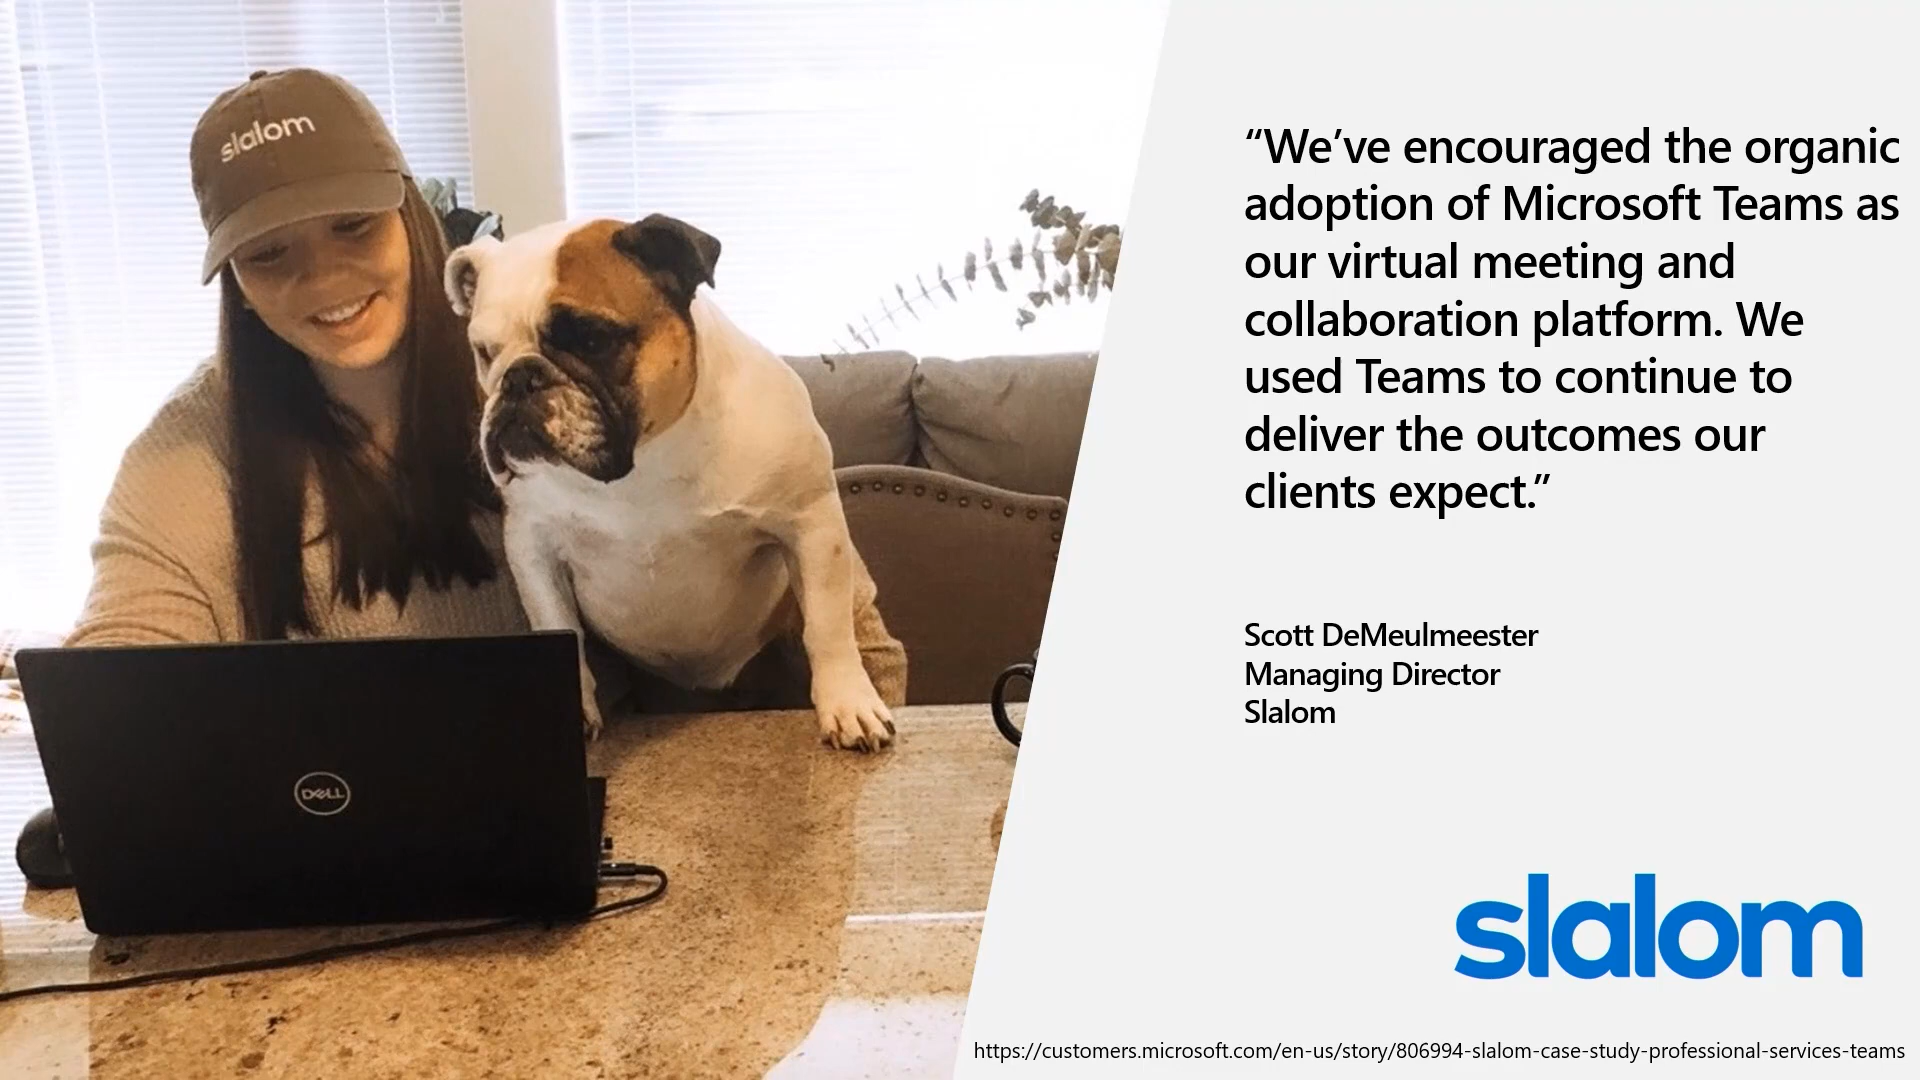 slalom
DELL
“We’ve encouraged the organic
adoption of Microsoft Teams as
our virtual meeting and
collaboration platform. We
used Teams to continue to
deliver the outcomes our
clients expect.”
Scott DeMeulmeester
Managing Director
Slalom
slalom
https://customers.microsoft.com/en-us/story/806994-slalom-case-study-professional-services-teams